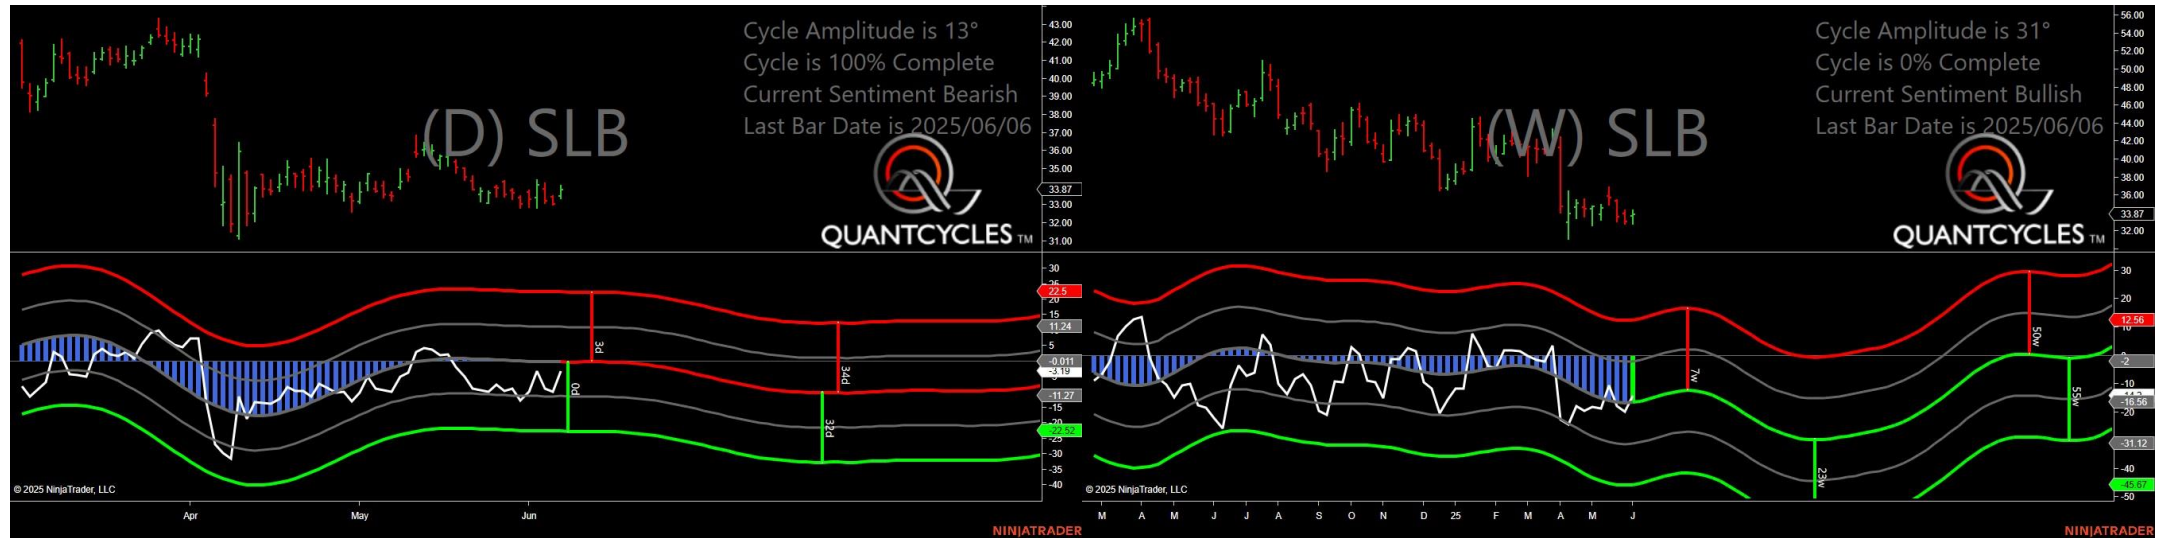 Cycle Amplitude is 13°
Cycle is 100% Complete
Current Sentiment Bearish
Last Bar Date is 2025/06/06
(D) SLB
QUANTCYCLES TM
43.00
42.00
41.00
40.00
39.00
38.00
37.00
36.00
35.00
33.87
33.00
32.00
31.00
30
22.5
20
15
11.24
5
-0.011
-3.19
-11.27
-15
-20
-22.52
-30
-35
-40
3d
0d
34d
32d
© 2025 NinjaTrader, LLC
Apr May Jun
NINJATRADER
Cycle Amplitude is 31°
Cycle is 0% Complete
Current Sentiment Bullish
Last Bar Date is 2025/06/06
(W) SLB
QUANTCYCLES TM
56.00
54.00
52.00
50.00
48.00
46.00
44.00
42.00
40.00
38.00
36.00
33.87
32.00
30
20
12.56
-2
-10
-16.56
-20
-31.12
-40
-45.67
-50
7w
23w
50w
55w
© 2025 NinjaTrader, LLC
M A M J J A S O N D 25 F M A M J
NINJATRADER